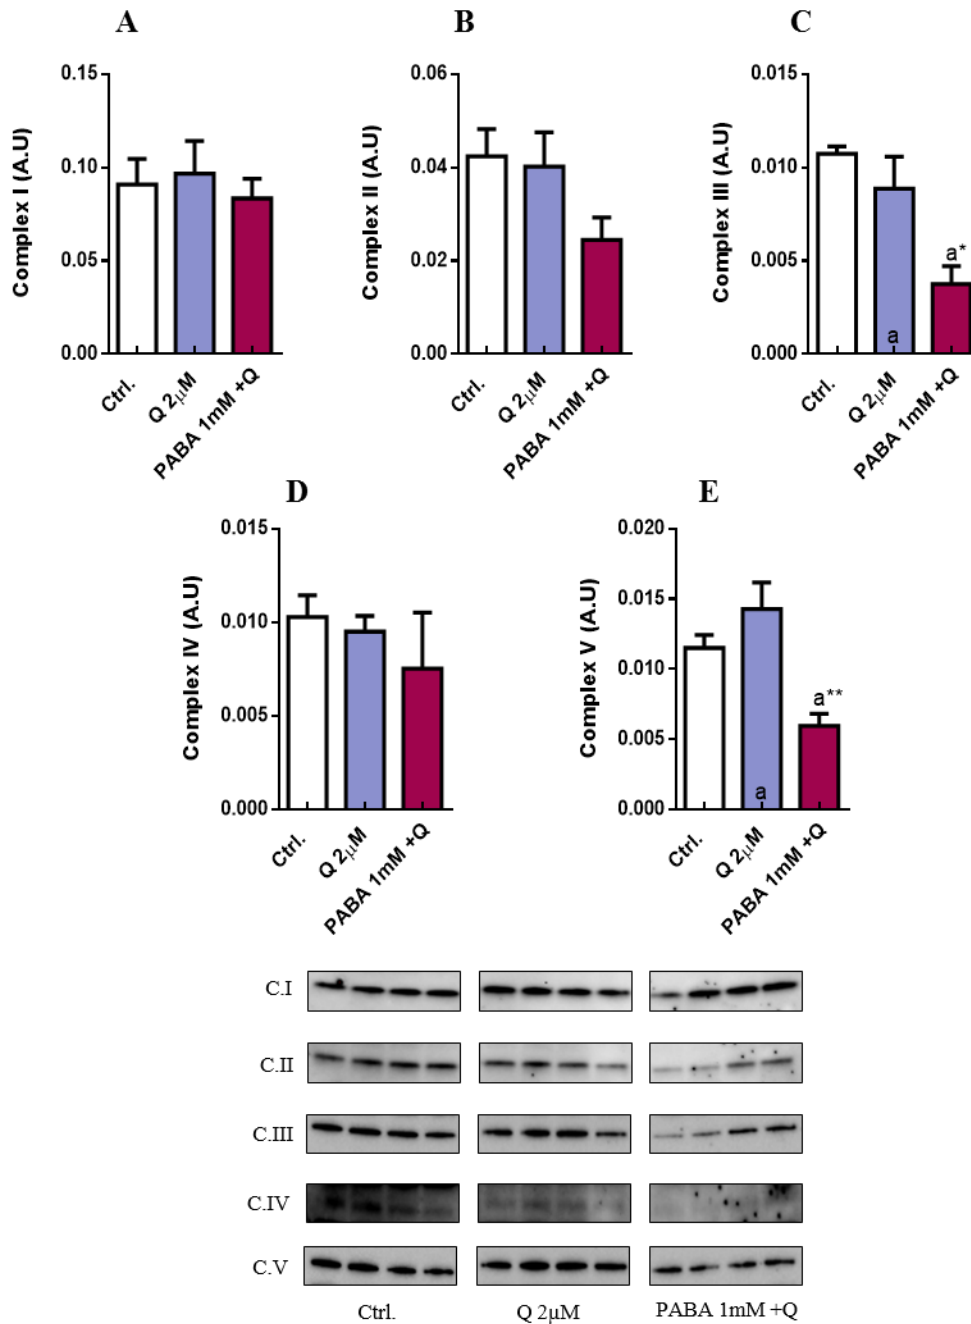 A
B
C
Complex I (A.U)
0.15
0.10
0.05
0.00
Ctrl.
Q 2μM
PABA 1mM +Q
Complex II (A.U)
0.06
0.04
0.02
0.00
Ctrl.
Q 2μM
PABA 1mM +Q
Complex III (A.U)
0.015
0.010
0.005
0.000
a
a*
Ctrl.
Q 2μM
PABA 1mM +Q
D
E
Complex IV (A.U)
0.015
0.010
0.005
0.000
Ctrl.
Q 2μM
PABA 1mM +Q
Complex V (A.U)
0.020
0.015
0.010
0.005
0.000
a
a**
Ctrl.
Q 2μM
PABA 1mM +Q
C.I
C.II
C.III
C.IV
C.V
Ctrl.
Q 2μM
PABA 1mM +Q